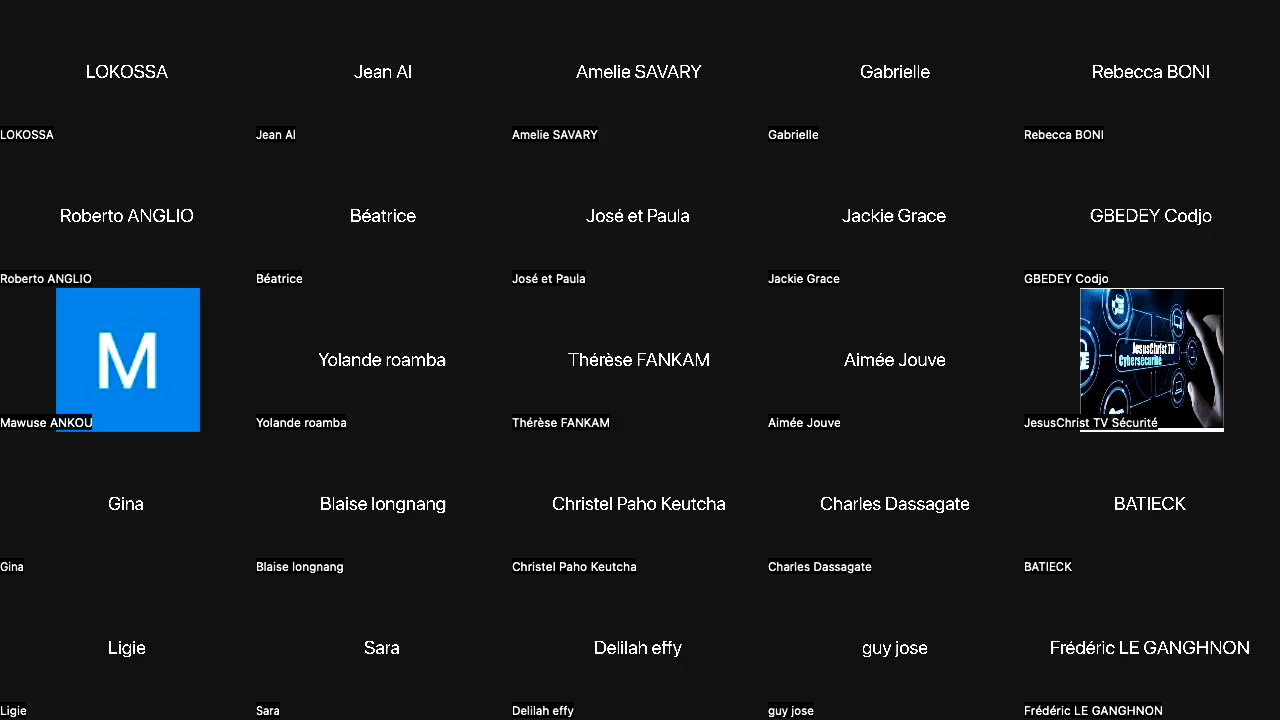 LOKOSSA
Jean Al
Amelie SAVARY
Gabrielle
Rebecca BONI
LOKOSSA
Jean Al
Amelie SAVARY
Gabrielle
Rebecca BONI
Roberto ANGLIO
Béatrice
José et Paula
Jackie Grace
GBEDEY Codjo
Roberto ANGLIO
Béatrice
José et Paula
Jackie Grace
GBEDEY Codjo
M
Yolande roamba
Thérèse FANKAM
Aimée Jouve
JesusChrist TV
Cybersécurité
Mawuse ANKOU
Yolande roamba
Thérèse FANKAM
Aimée Jouve
JesusChrist TV Sécurité
Gina
Blaise longnang
Christel Paho Keutcha
Charles Dassagate
BATIECK
Gina
Blaise longnang
Christel Paho Keutcha
Charles Dassagate
BATIECK
Ligie
Sara
Delilah effy
guy jose
Frédéric LE GANGHNON
Ligie
Sara
Delilah effy
guy jose
Frédéric LE GANGHNON